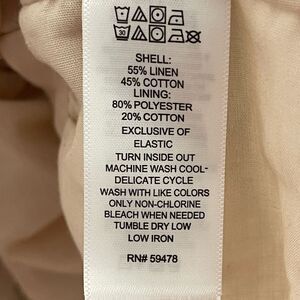 30
SHELL:
55% LINEN
45% COTTON
LINING:
80% POLYESTER
20% COTTON
EXCLUSIVE OF
ELASTIC
TURN INSIDE OUT
MACHINE WASH COOL-
DELICATE CYCLE
WASH WITH LIKE COLORS
ONLY NON-CHLORINE
BLEACH WHEN NEEDED
TUMBLE DRY LOW
LOW IRON
RN# 59478